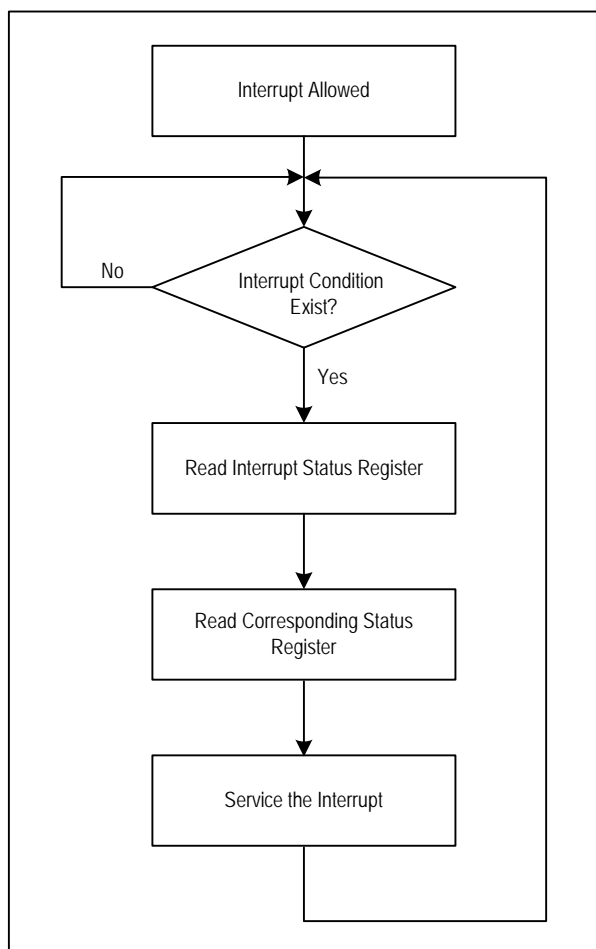 Interrupt Allowed
No
Interrupt Condition
Exist?
Yes
Read Interrupt Status Register
Read Corresponding Status
Register
Service the Interrupt